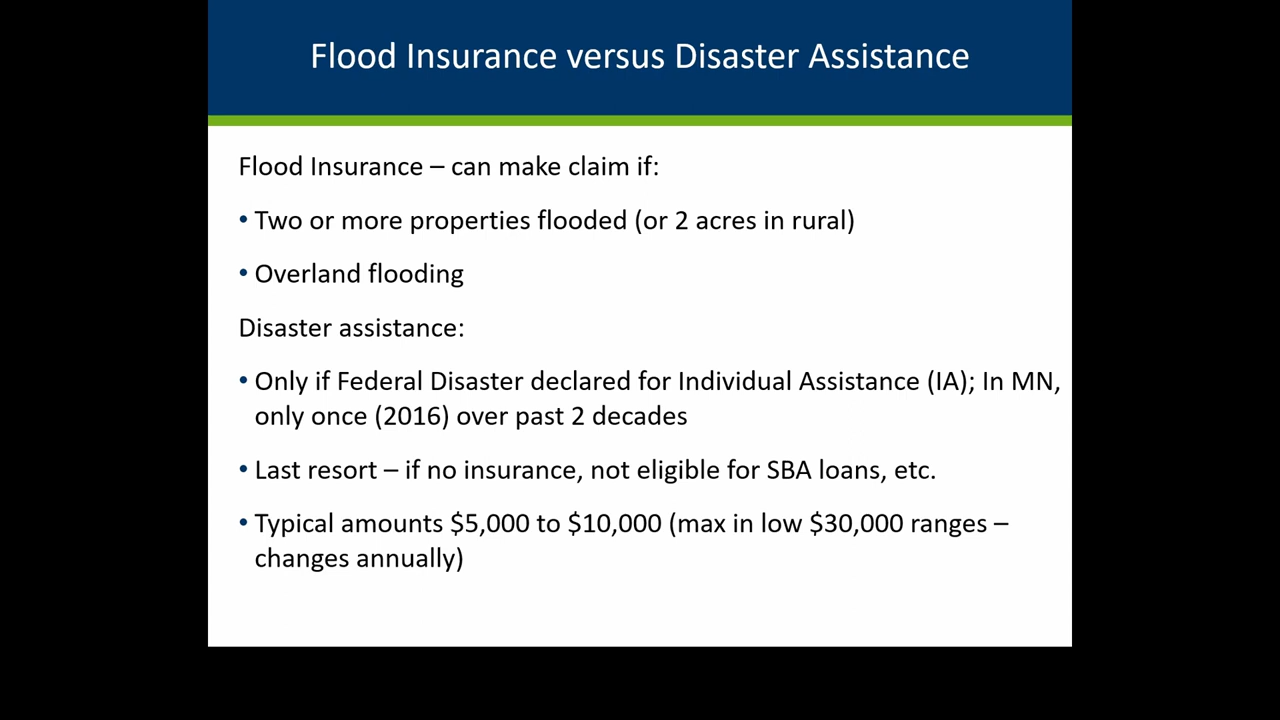 Flood Insurance versus Disaster Assistance
Flood Insurance – can make claim if:
• Two or more properties flooded (or 2 acres in rural)
• Overland flooding
Disaster assistance:
• Only if Federal Disaster declared for Individual Assistance (IA); In MN,
only once (2016) over past 2 decades
• Last resort – if no insurance, not eligible for SBA loans, etc.
• Typical amounts $5,000 to $10,000 (max in low $30,000 ranges –
changes annually)